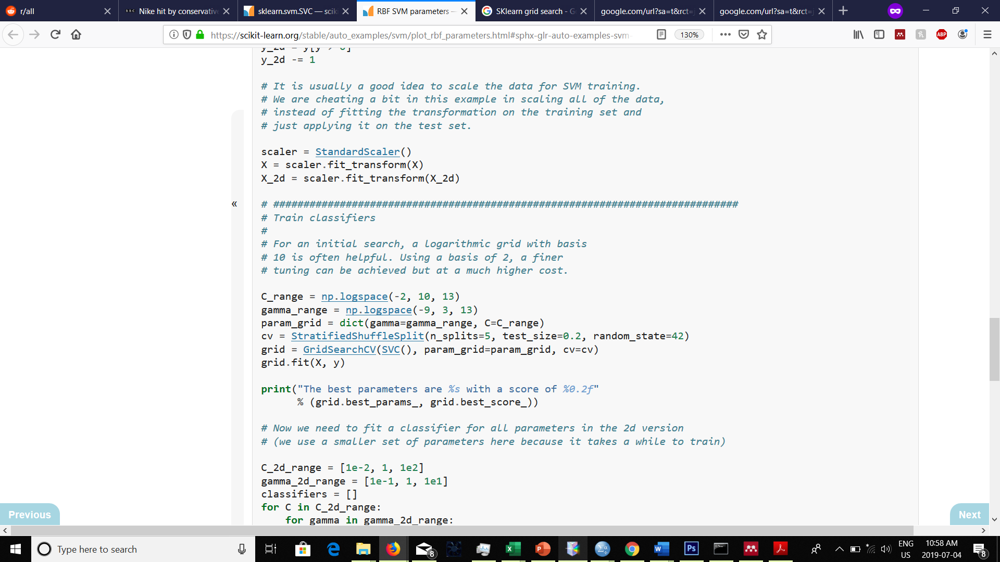 r/all
BBC
Nike hit by conservativ
sklearn.svm.SVC — scik
RBF SVM parameters —
SKlearn grid search - G
google.com/url?sa=t&rct=
google.com/url?sa=t&rct=
https://scikit-learn.org/stable/auto_examples/svm/plot_rbf_parameters.html#sphx-glr-auto-examples-svm-
130%
ABP
y_2d = y[y > 0]
y_2d -= 1
# It is usually a good idea to scale the data for SVM training.
# We are cheating a bit in this example in scaling all of the data,
# instead of fitting the transformation on the training set and
# just applying it on the test set.
scaler = StandardScaler()
X = scaler.fit_transform(X)
X_2d = scaler.fit_transform(X_2d)
«
# #############################################################################
# Train classifiers
#
# For an initial search, a logarithmic grid with basis
# 10 is often helpful. Using a basis of 2, a finer
# tuning can be achieved but at a much higher cost.
C_range = np.logspace(-2, 10, 13)
gamma_range = np.logspace(-9, 3, 13)
param_grid = dict(gamma=gamma_range, C=C_range)
cv = StratifiedShuffleSplit(n_splits=5, test_size=0.2, random_state=42)
grid = GridSearchCV(SVC(), param_grid=param_grid, cv=cv)
grid.fit(X, y)
print("The best parameters are %s with a score of %0.2f"
      % (grid.best_params_, grid.best_score_))
# Now we need to fit a classifier for all parameters in the 2d version
# (we use a smaller set of parameters here because it takes a while to train)
C_2d_range = [1e-2, 1, 1e2]
gamma_2d_range = [1e-1, 1, 1e1]
classifiers = []
for C in C_2d_range:
    for gamma in gamma_2d_range:
Previous
Next
Type here to search
8
Ps
ENG
US
10:58 AM
2019-07-04
8